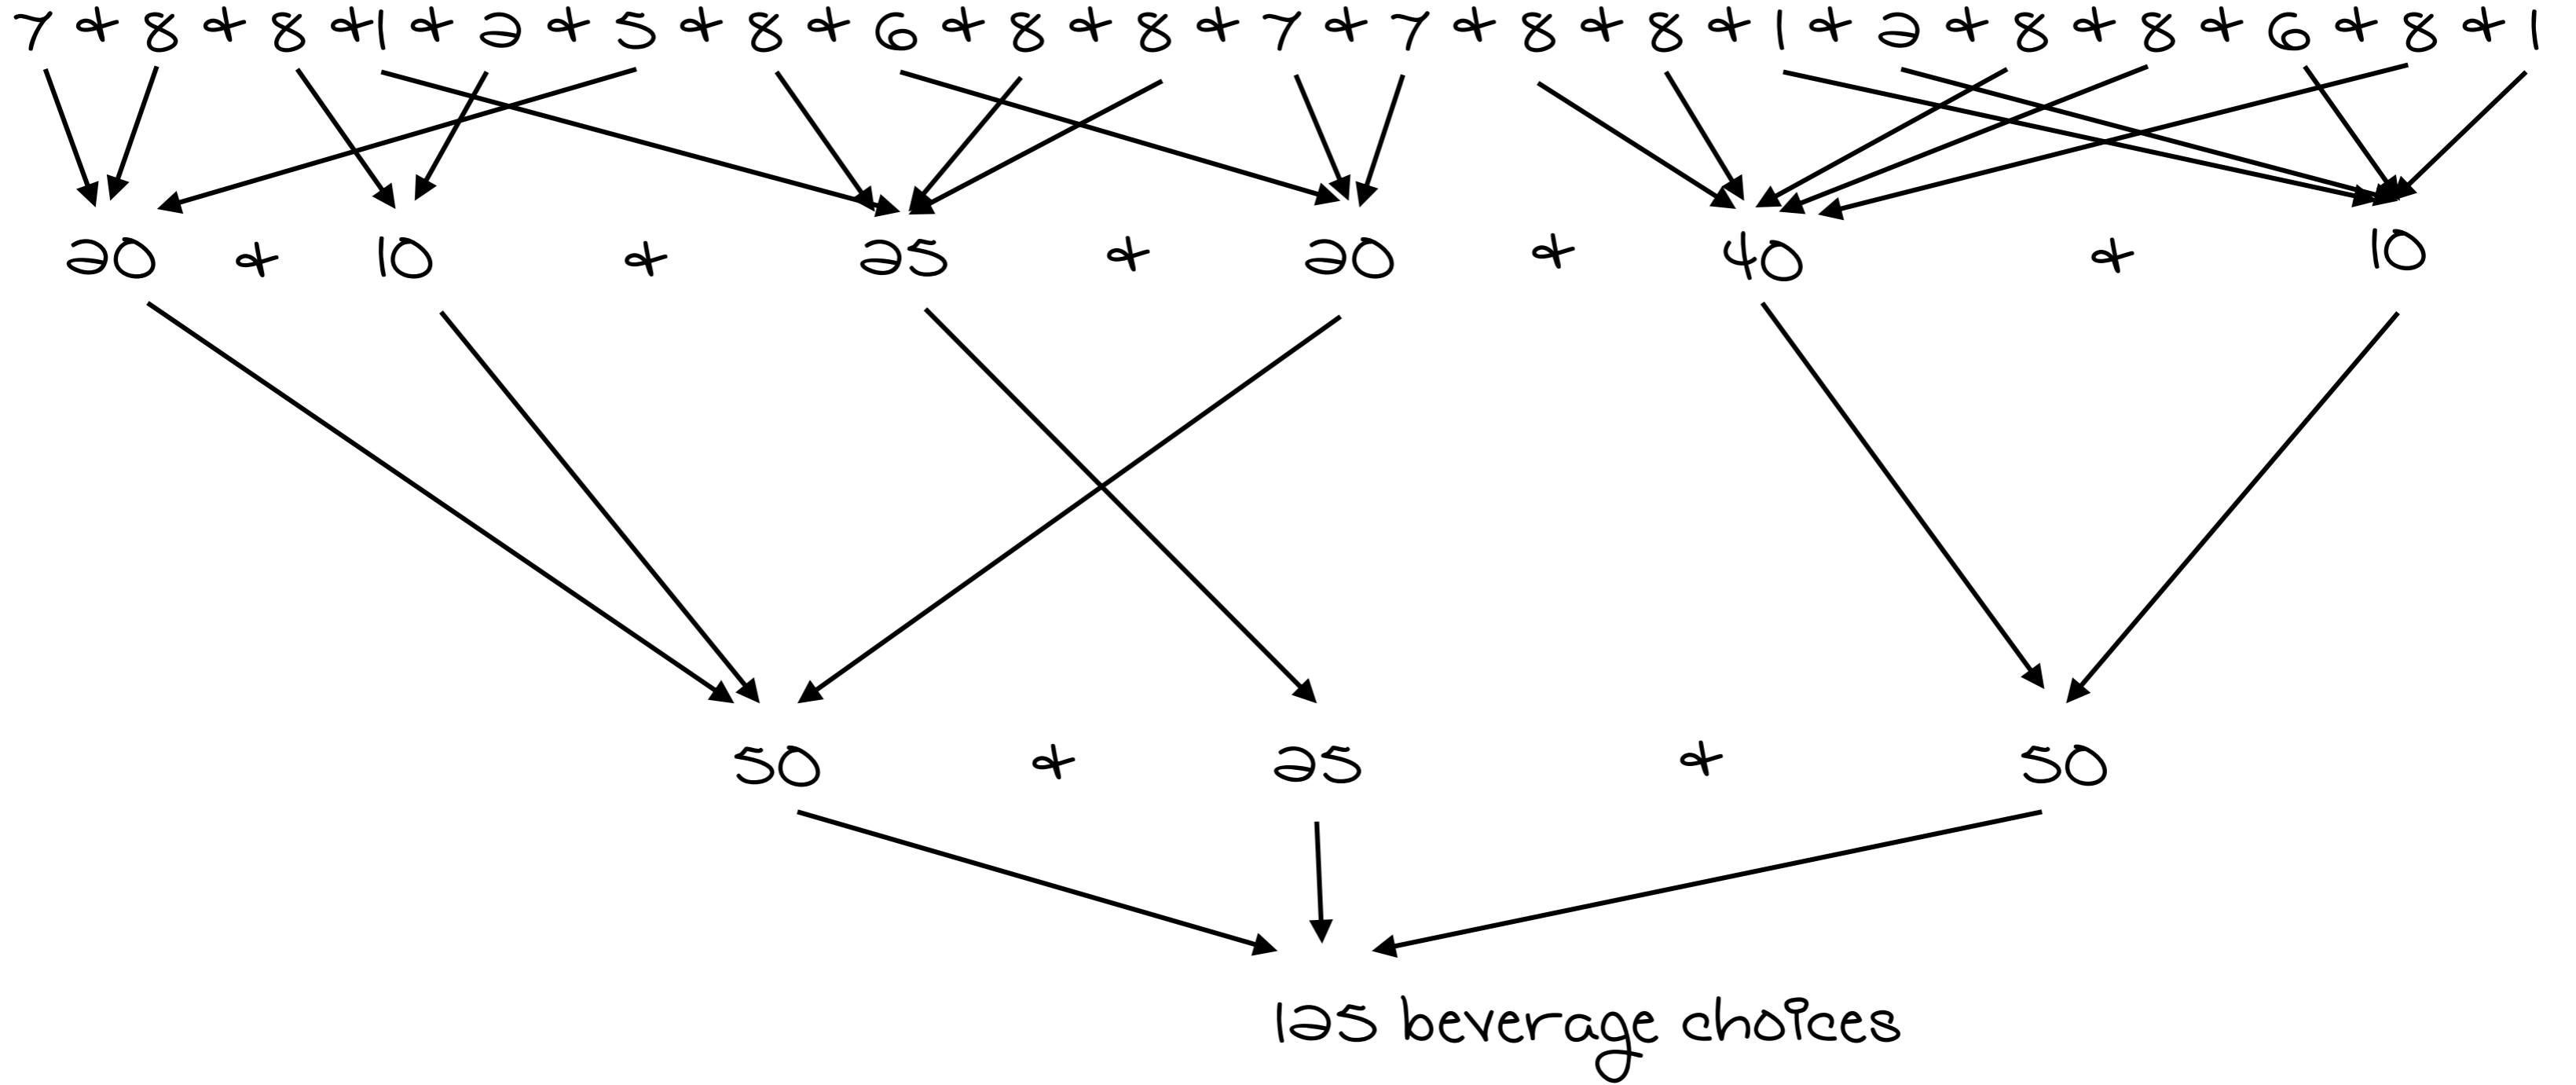 7 + 8 + 8 + 1 + 2 + 5 + 8 + 6 + 8 + 8 + 7 + 7 + 8 + 8 + 1 + 2 + 8 + 8 + 6 + 8 + 1
20 + 10 + 25 + 20 + 40 + 10
50 + 25 + 50
125 beverage choices